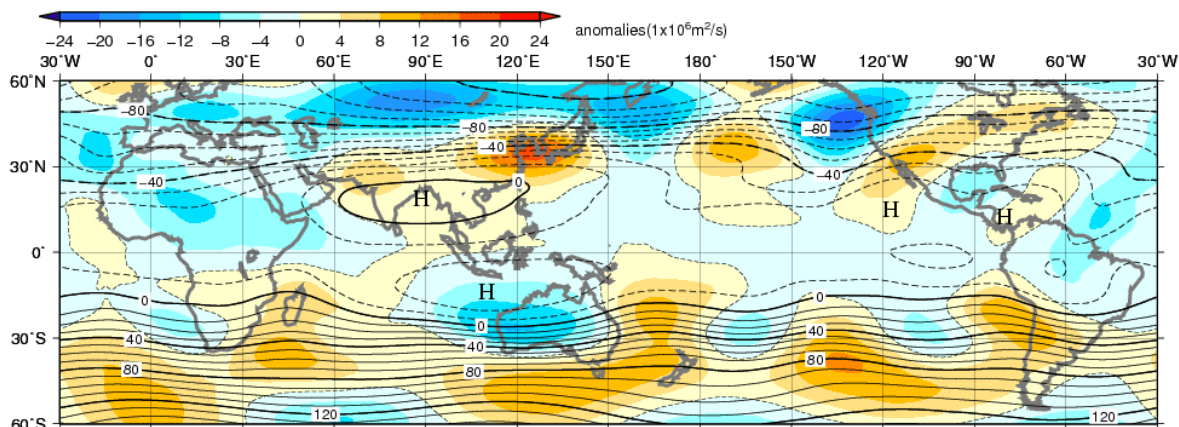 −24 −20 −16 −12 −8 −4 0 4 8 12 16 20 24 anomalies(1x10⁶m²/s)
30°W 0° 30°E 60°E 90°E 120°E 150°E 180° 150°W 120°W 90°W 60°W 30°W
60°N
−80 −80 −80
30°N
−40 −40 −40
0
H H H
0°
H
0 0 0
40 40 40
30°S
80 80 80
120 120
60°S